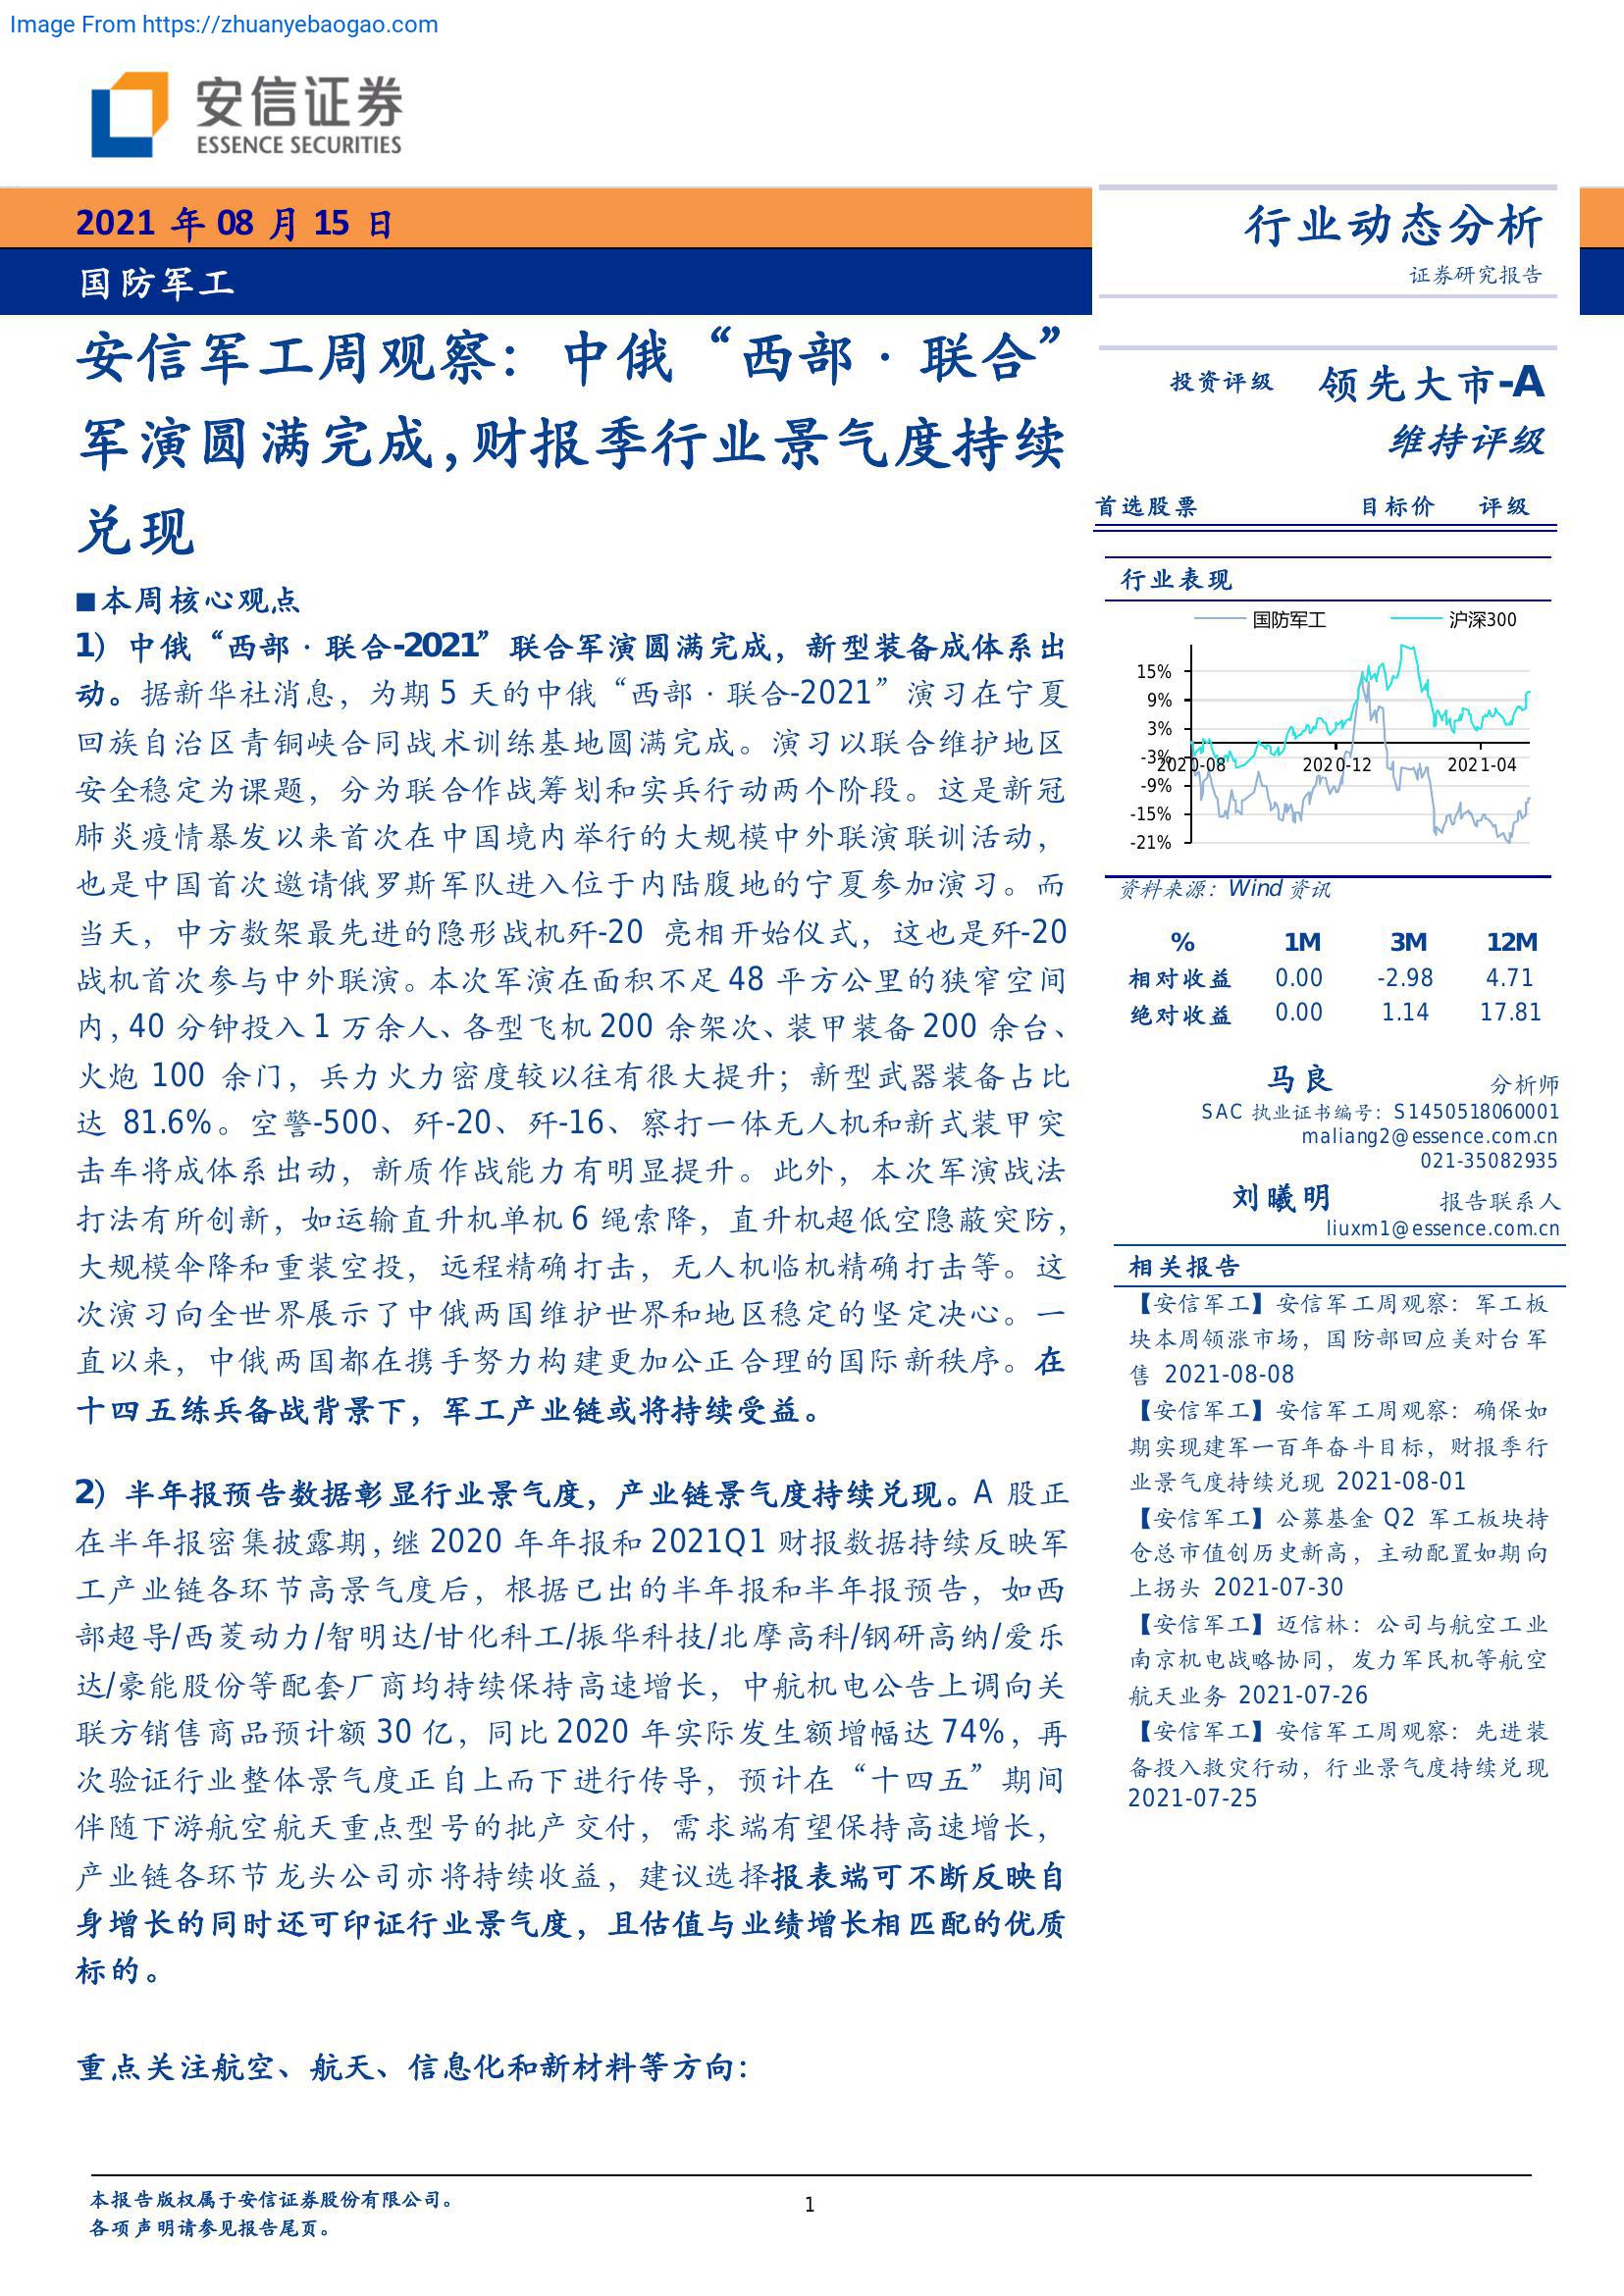 Image From https://zhuanyebaogao.com
安信证券
ESSENCE SECURITIES
2021 年 08 月 15 日
国防军工
行业动态分析
证券研究报告
安信军工周观察：中俄“西部·联合”
军演圆满完成，财报季行业景气度持续
兑现
■本周核心观点
1）中俄“西部·联合-2021”联合军演圆满完成，新型装备成体系出
动。据新华社消息，为期 5 天的中俄“西部·联合-2021”演习在宁夏
回族自治区青铜峡合同战术训练基地圆满完成。演习以联合维护地区
安全稳定为课题，分为联合作战筹划和实兵行动两个阶段。这是新冠
肺炎疫情暴发以来首次在中国境内举行的大规模中外联演联训活动，
也是中国首次邀请俄罗斯军队进入位于内陆腹地的宁夏参加演习。而
当天，中方数架最先进的隐形战机歼-20 亮相开始仪式，这也是歼-20
战机首次参与中外联演。本次军演在面积不足 48 平方公里的狭窄空间
内，40 分钟投入 1 万余人、各型飞机 200 余架次、装甲装备 200 余台、
火炮 100 余门，兵力火力密度较以往有很大提升；新型武器装备占比
达 81.6%。空警-500、歼-20、歼-16、察打一体无人机和新式装甲突
击车将成体系出动，新质作战能力有明显提升。此外，本次军演战法
打法有所创新，如运输直升机单机 6 绳索降，直升机超低空隐蔽突防，
大规模伞降和重装空投，远程精确打击，无人机临机精确打击等。这
次演习向全世界展示了中俄两国维护世界和地区稳定的坚定决心。一
直以来，中俄两国都在携手努力构建更加公正合理的国际新秩序。在
十四五练兵备战背景下，军工产业链或将持续受益。
2）半年报预告数据彰显行业景气度，产业链景气度持续兑现。A 股正
在半年报密集披露期，继 2020 年年报和 2021Q1 财报数据持续反映军
工产业链各环节高景气度后，根据已出的半年报和半年报预告，如西
部超导/西菱动力/智明达/甘化科工/振华科技/北摩高科/钢研高纳/爱乐
达/豪能股份等配套厂商均持续保持高速增长，中航机电公告上调向关
联方销售商品预计额 30 亿，同比 2020 年实际发生额增幅达 74%，再
次验证行业整体景气度正自上而下进行传导，预计在“十四五”期间
伴随下游航空航天重点型号的批产交付，需求端有望保持高速增长，
产业链各环节龙头公司亦将持续收益，建议选择报表端可不断反映自
身增长的同时还可印证行业景气度，且估值与业绩增长相匹配的优质
标的。
重点关注航空、航天、信息化和新材料等方向：
投资评级 领先大市-A
维持评级
首选股票 目标价 评级
行业表现
国防军工 沪深300
15%
9%
3%
-3%
-9%
-15%
-21%
2020-08 2020-12 2021-04
资料来源：Wind 资讯
% 1M 3M 12M
相对收益 0.00 -2.98 4.71
绝对收益 0.00 1.14 17.81
马良 分析师
SAC 执业证书编号：S1450518060001
maliang2@essence.com.cn
021-35082935
刘曦明 报告联系人
liuxm1@essence.com.cn
相关报告
【安信军工】安信军工周观察：军工板
块本周领涨市场，国防部回应美对台军
售 2021-08-08
【安信军工】安信军工周观察：确保如
期实现建军一百年奋斗目标，财报季行
业景气度持续兑现 2021-08-01
【安信军工】公募基金 Q2 军工板块持
仓总市值创历史新高，主动配置如期向
上拐头 2021-07-30
【安信军工】迈信林：公司与航空工业
南京机电战略协同，发力军民机等航空
航天业务 2021-07-26
【安信军工】安信军工周观察：先进装
备投入救灾行动，行业景气度持续兑现
2021-07-25
本报告版权属于安信证券股份有限公司。
各项声明请参见报告尾页。
1